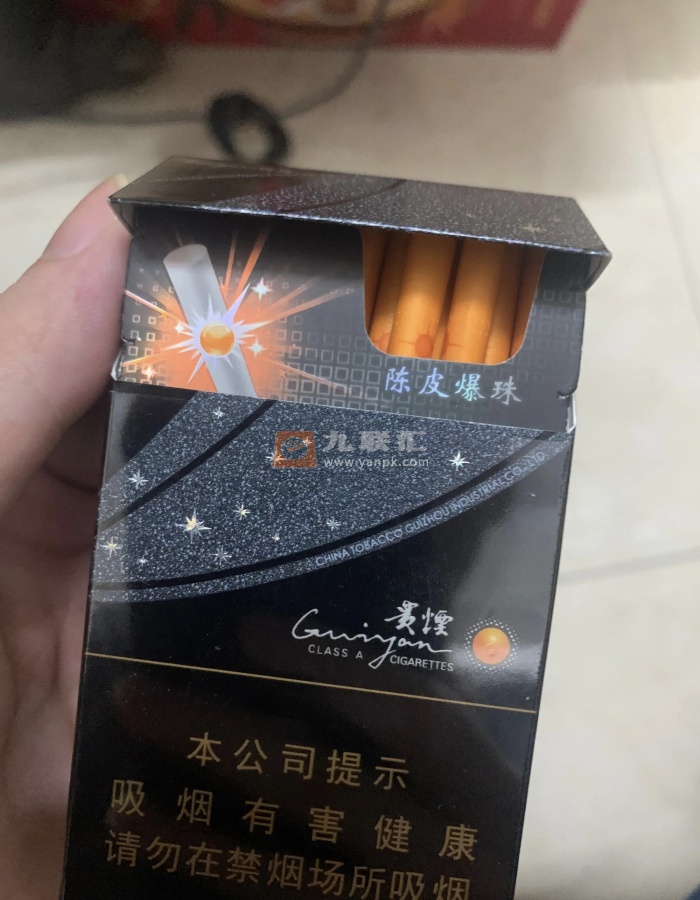 陈皮爆珠
九联汇
www.yanpk.com
CHINA TOBACCO GUIZHOU INDUSTRIAL CO., LTD.
貴煙
Guiyan
CLASS A CIGARETTES
本公司提示
吸烟有害健康
请勿在禁烟场所吸烟